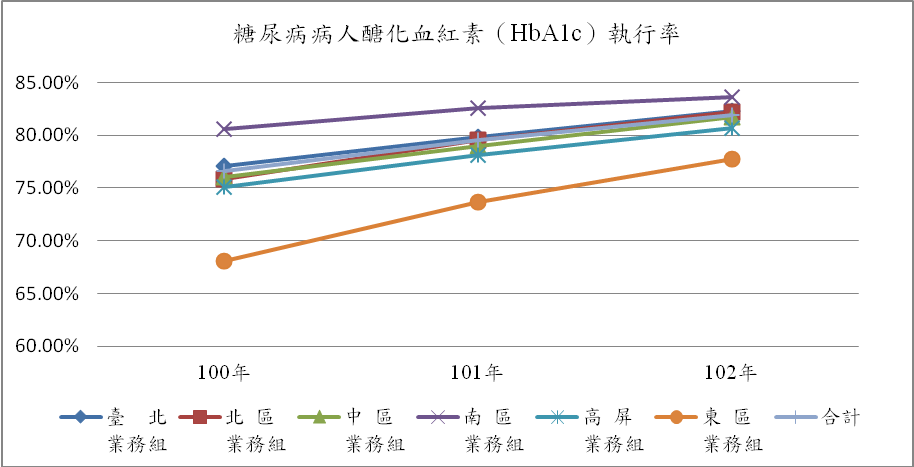 糖尿病病人醣化血紅素（HbA1c）執行率
85.00%
80.00%
75.00%
70.00%
65.00%
60.00%
100年 101年 102年
臺 北 北 區 中 區 南 區 高 屏 東 區 合計
業務組 業務組 業務組 業務組 業務組 業務組